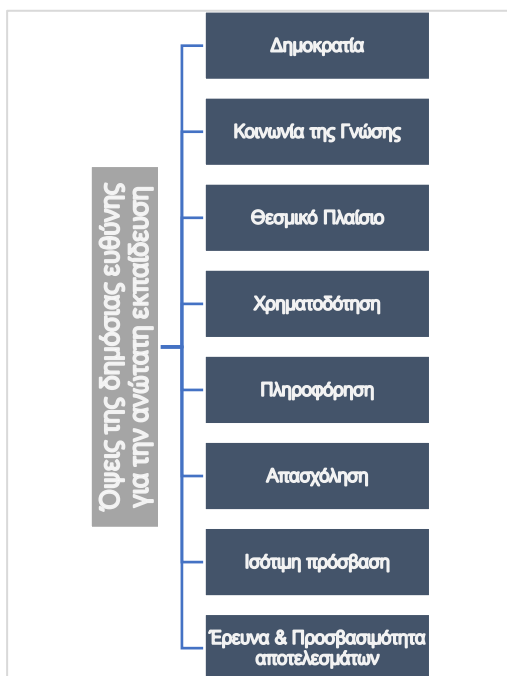 Όψεις της δημόσιας ευθύνης
για την ανώτατη εκπαίδευση
Δημοκρατία
Κοινωνία της Γνώσης
Θεσμικό Πλαίσιο
Χρηματοδότηση
Πληροφόρηση
Απασχόληση
Ισότιμη πρόσβαση
Έρευνα & Προσβασιμότητα
αποτελεσμάτων